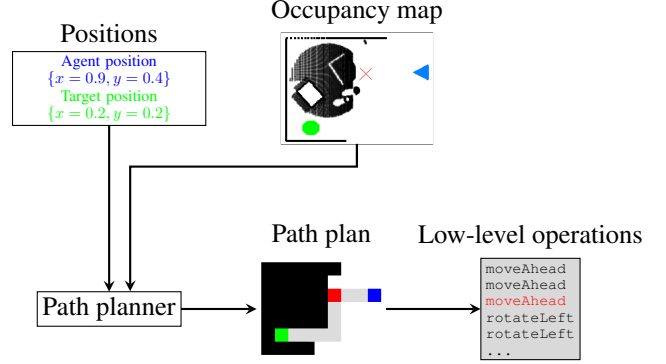 Positions
Agent position
{x = 0.9, y = 0.4}
Target position
{x = 0.2, y = 0.2}
Occupancy map
Path planner
Path plan
Low-level operations
moveAhead
moveAhead
moveAhead
rotateLeft
rotateLeft
...